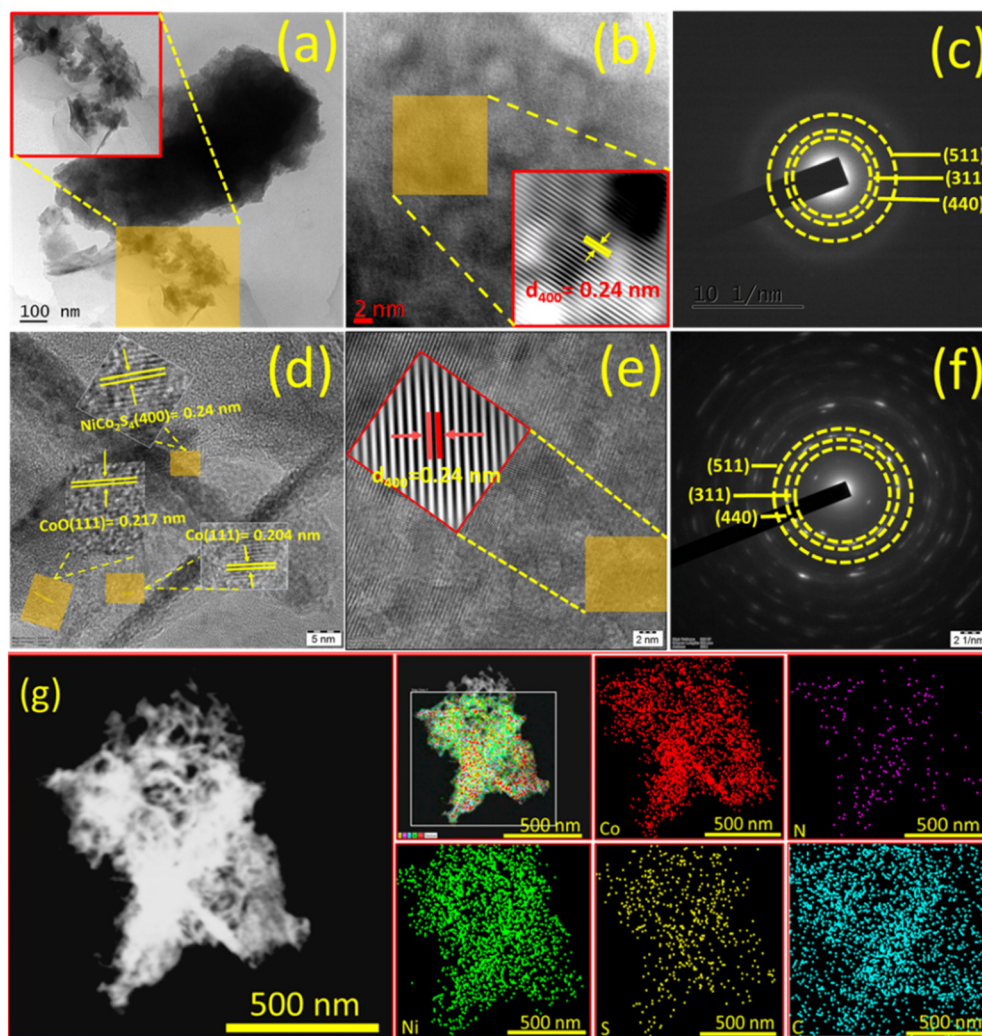 (a)
100 nm
(b)
d400= 0.24 nm
2 nm
(c)
(511)
(311)
(440)
10 1/nm
(d)
NiCo2S4(400)= 0.24 nm
CoO(111)= 0.217 nm
Co(111)= 0.204 nm
5 nm
(e)
d400=0.24 nm
2 nm
(f)
(511)
(311)
(440)
2 1/nm
(g)
500 nm
500 nm
Co
500 nm
N
500 nm
Ni
500 nm
S
500 nm
C
500 nm